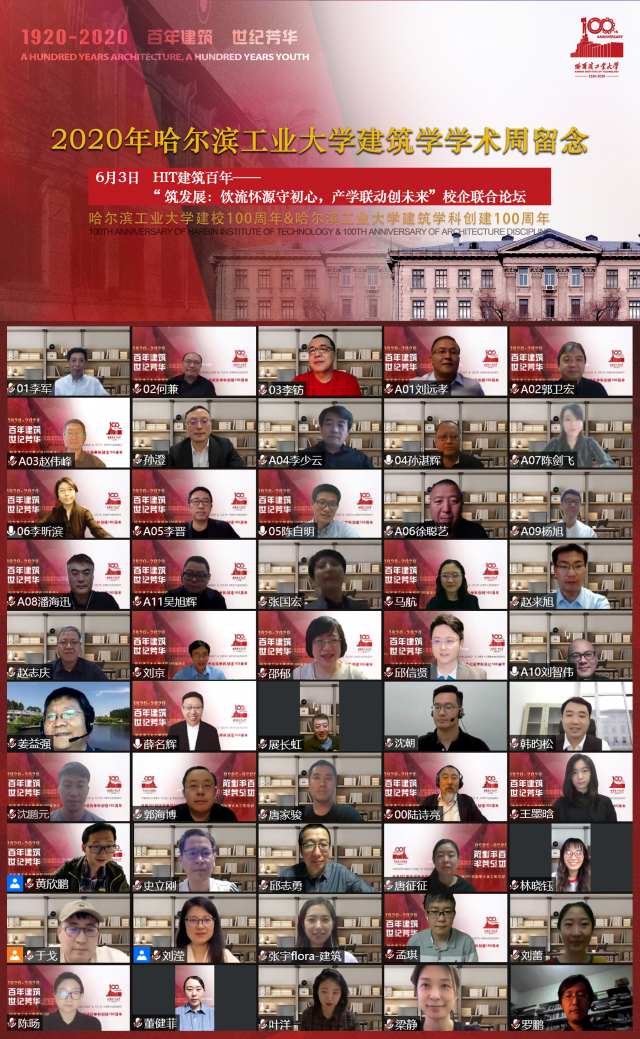 1920-2020 百年建筑 世纪芳华
A HUNDRED YEARS ARCHITECTURE, A HUNDRED YEARS YOUTH
100TH
ANNIVERSARY
哈爾濱工業大學
HARBIN INSTITUTE OF TECHNOLOGY
1920-2020
2020年哈尔滨工业大学建筑学学术周留念
6月3日 HIT建筑百年——
“筑发展：饮流怀源守初心，产学联动创未来”校企联合论坛
哈尔滨工业大学建校100周年&哈尔滨工业大学建筑学科创建100周年
100TH ANNIVERSARY OF HARBIN INSTITUTE OF TECHNOLOGY & 100TH ANNIVERSARY OF ARCHITECTURE DISCIPLINE
01李军 02何兼 03李钫 A01刘远孝 A02郭卫宏
A03赵伟峰 孙澄 A04李少云 04孙湛辉 A07陈剑飞
06李昕滨 A05李晋 05陈自明 A06徐聪艺 A09杨旭
A08潘海迅 A11吴旭辉 张国宏 马航 赵来旭
赵志庆 刘京 邵郁 邱信贤 A10刘智伟
姜益强 薛名辉 展长虹 沈朝 韩昀松
沈鹏元 郭海博 唐家骏 00陆诗亮 王墨晗
黄欣鹏 史立刚 邱志勇 唐征征 林晓钰
于戈 刘滢 张宇flora-建筑 孟琪 刘蕾
陈旸 董健菲 叶洋 梁静 罗鹏